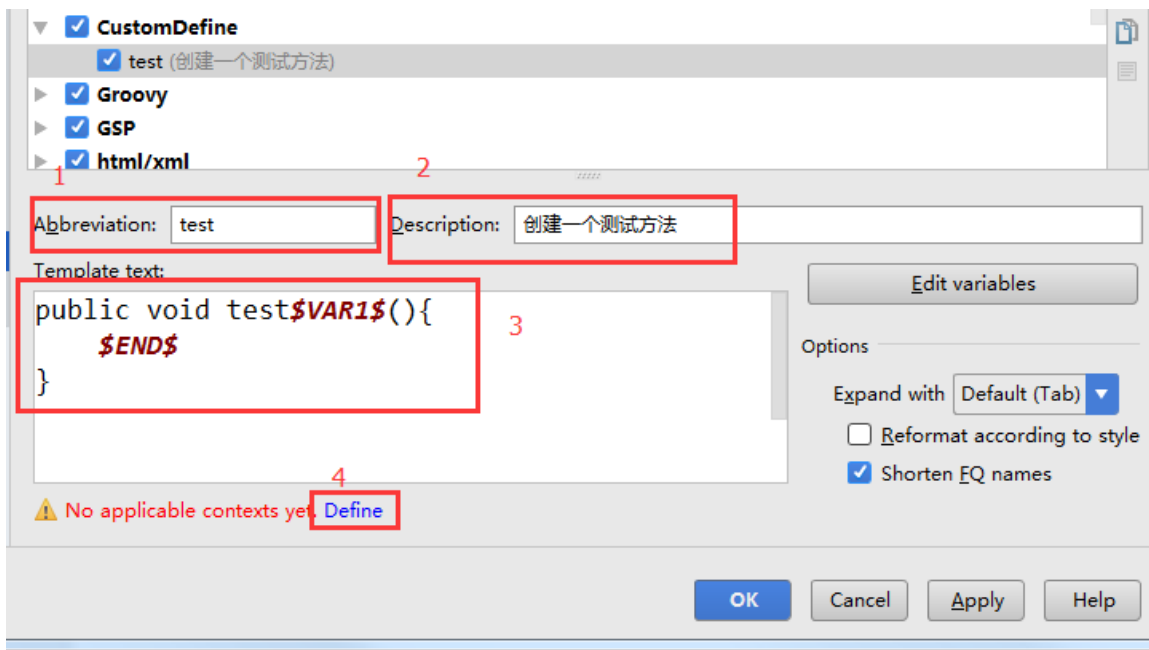 CustomDefine
test (创建一个测试方法)
Groovy
GSP
html/xml
1
2
Abbreviation: test Description: 创建一个测试方法
Template text:
Edit variables
public void test$VAR1$(){
$END$
}
3
Options
Expand with Default (Tab)
Reformat according to style
Shorten FQ names
4
No applicable contexts yet. Define
OK Cancel Apply Help